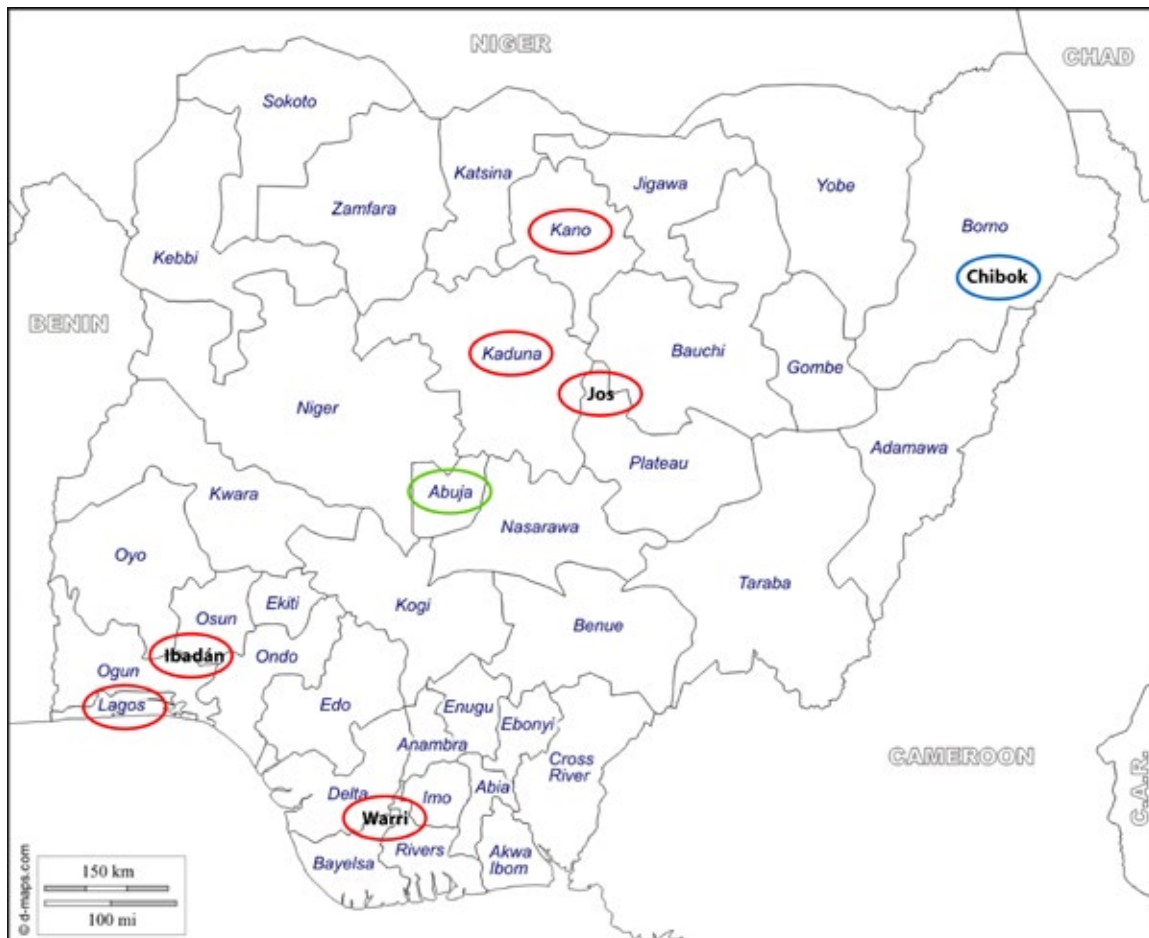 NIGER
CHAD
Sokoto
Katsina
Jigawa
Yobe
Zamfara
Kano
Borno
Kebbi
Chibok
BENIN
Kaduna
Bauchi
Gombe
Jos
Niger
Adamawa
Plateau
Abuja
Kwara
Nasarawa
Oyo
Taraba
Ekiti
Kogi
Osun
Benue
Ibadán
Ondo
Ogun
Lagos
Edo
Enugu
Ebonyi
Anambra
Cross
River
CAMEROON
C.A.R.
Delta
Imo
Abia
Warri
Rivers
Bayelsa
Akwa
Ibom
150 km
100 mi
© d-maps.com